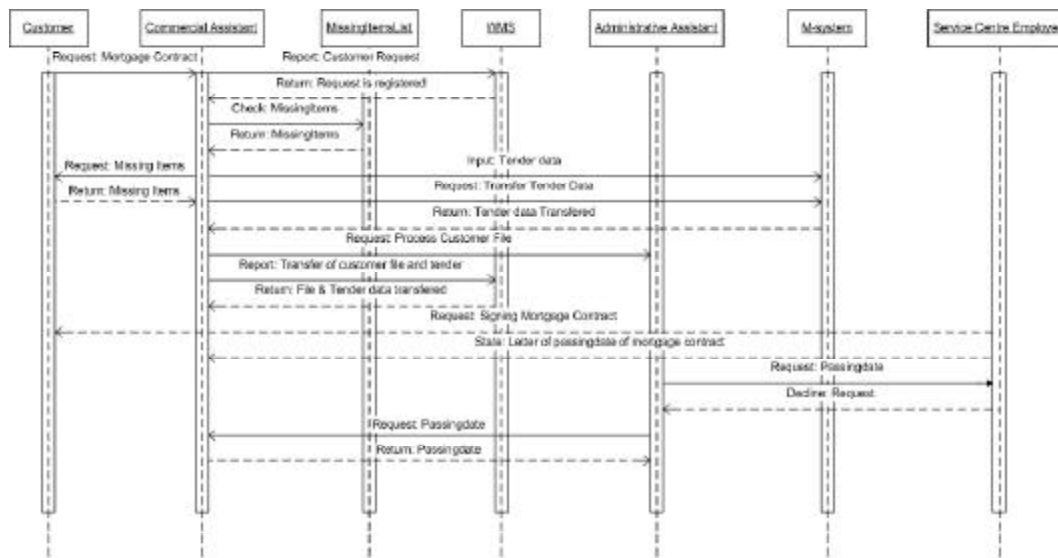 Customer
Commercial Assistant
MissingItemsList
WMS
Administrative Assistant
M-system
Service Centre Employe
Request: Mortgage Contract
Report: Customer Request
Return: Request is registered
Check: MissingItems
Return: MissingItems
Input: Tender data
Request: Missing Items
Request: Transfer Tender Data
Return: Missing Items
Return: Tender data Transfered
Request: Process Customer File
Report: Transfer of customer file and tender
Return: File & Tender data transfered
Request: Signing Mortgage Contract
State: Letter of passingdate of mortgage contract
Request: Passingdate
Decline: Request
Request: Passingdate
Return: Passingdate